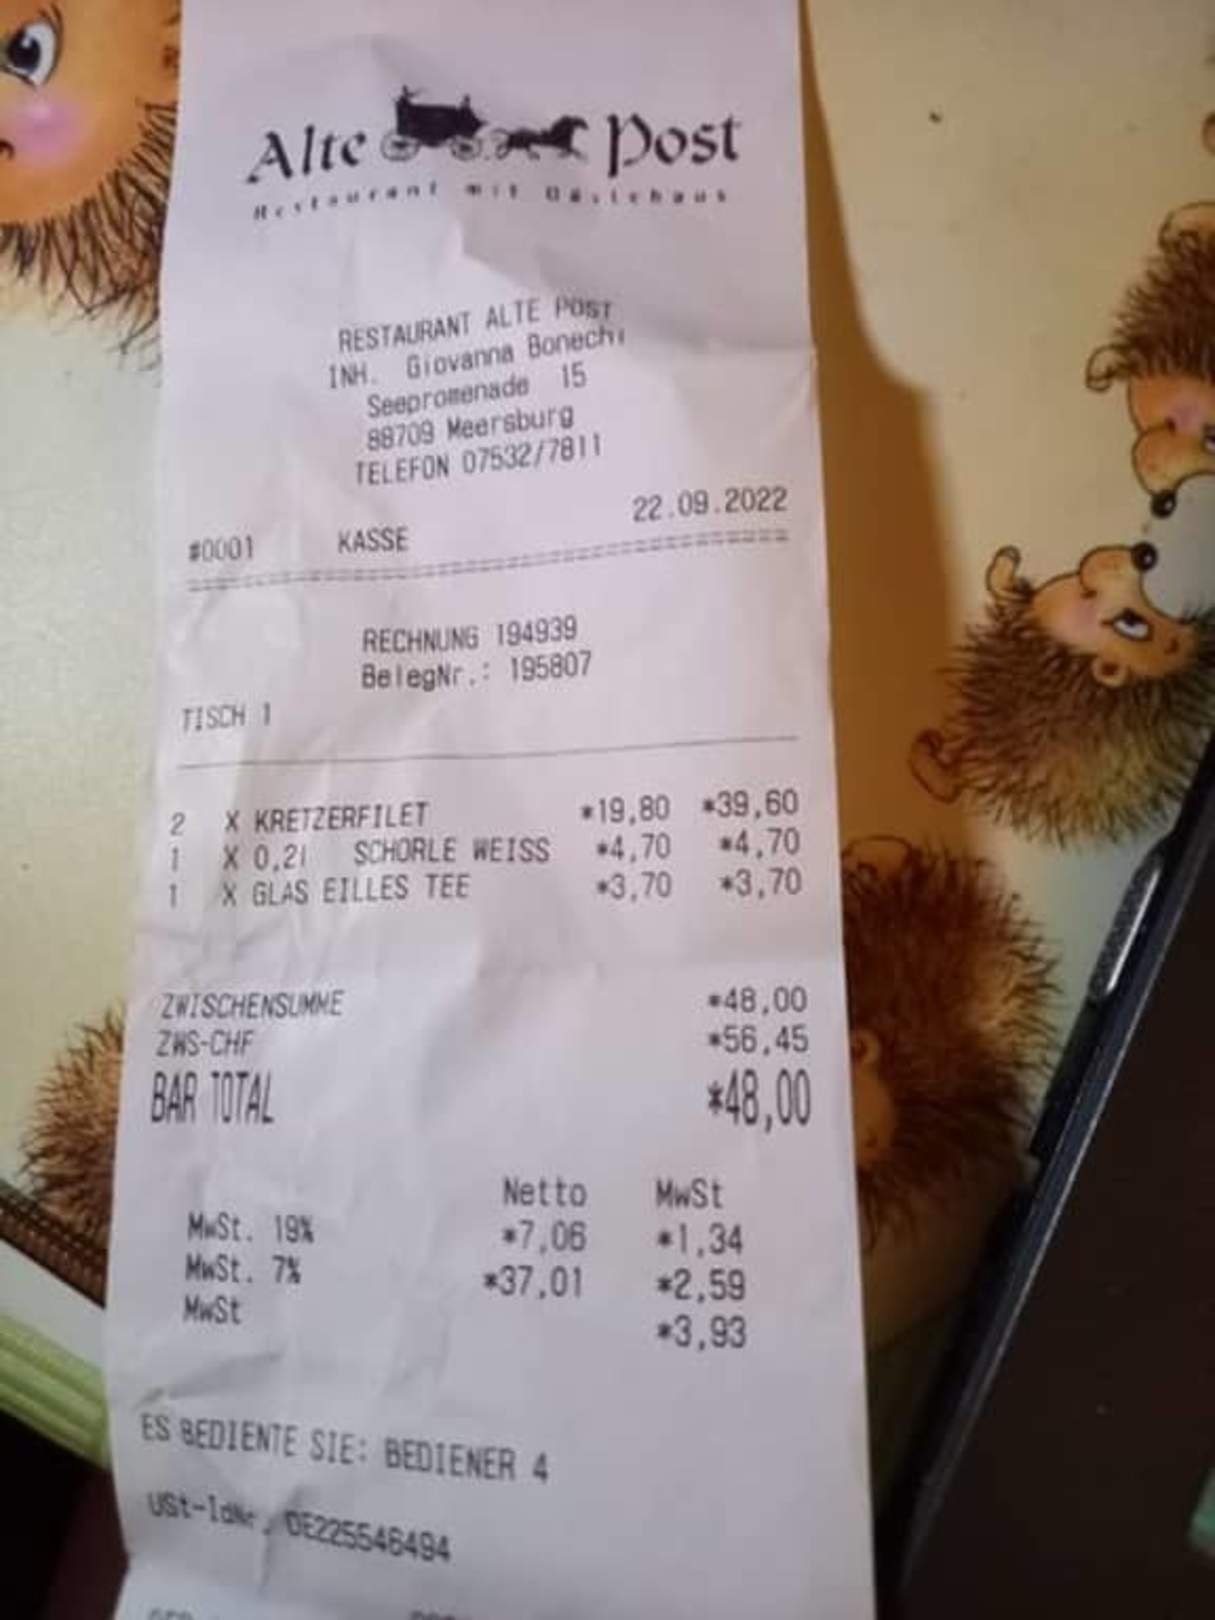 Alte Post
Restaurant mit Gästehaus
RESTAURANT ALTE POST
INH. Giovanna Bonechi
Seepromenade 15
88709 Meersburg
TELEFON 07532/7811
22.09.2022
#0001 KASSE
RECHNUNG 194939
BelegNr.: 195807
TISCH 1
2 X KRETZERFILET *19,80 *39,60
1 X 0,2l SCHORLE WEISS *4,70 *4,70
1 X GLAS EILLES TEE *3,70 *3,70
ZWISCHENSUMME *48,00
ZWS-CHF *56,45
BAR TOTAL *48,00
Netto MwSt
MwSt. 19% *7,06 *1,34
MwSt. 7% *37,01 *2,59
MwSt *3,93
ES BEDIENTE SIE: BEDIENER 4
USt-IdNr. DE225546494